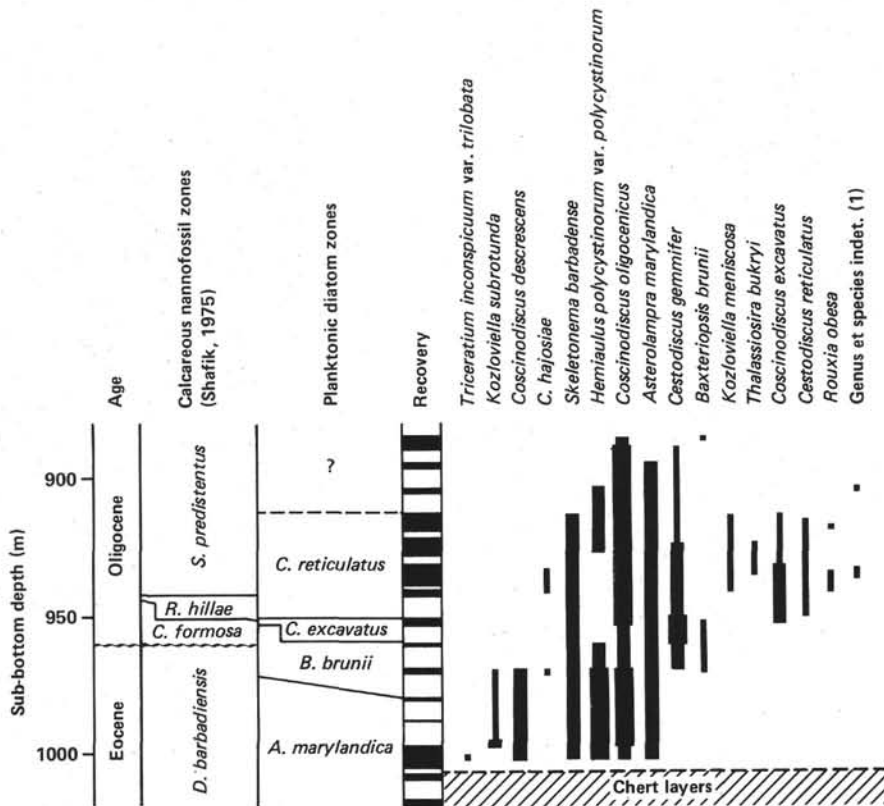 Sub-bottom depth (m)
Age
Calcareous nannofossil zones
(Shafik, 1975)
Planktonic diatom zones
Recovery
Triceratium inconspicuum var. trilobata
Kozloviella subrotunda
Coscinodiscus descrescens
C. hajosiae
Skeletonema barbadense
Hemiaulus polycystinorum var. polycystinorum
Coscinodiscus oligocenicus
Asterolampra marylandica
Cestodiscus gemmifer
Baxteriopsis brunii
Kozloviella meniscosa
Thalassiosira bukryi
Coscinodiscus excavatus
Cestodiscus reticulatus
Rouxia obesa
Genus et species indet. (1)
900
950
1000
Oligocene
Eocene
S. predistentus
R. hillae
C. formosa
D. barbadiensis
?
C. reticulatus
C. excavatus
B. brunii
A. marylandica
Chert layers